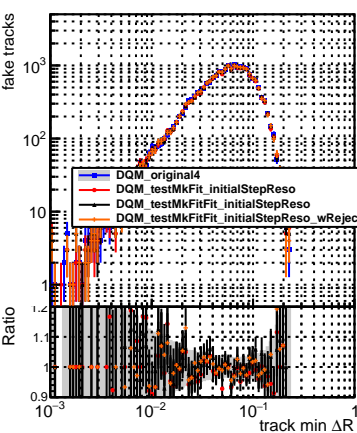 fake tracks
10³
10²
10
1
DQM_original4
DQM_testMkFit_initialStepReso
DQM_testMkFitFit_initialStepReso
DQM_testMkFitFit_initialStepReso_wRejec
Ratio
1.2
1.1
1
0.9
10⁻³ 10⁻² 10⁻¹ 1
track min ΔR